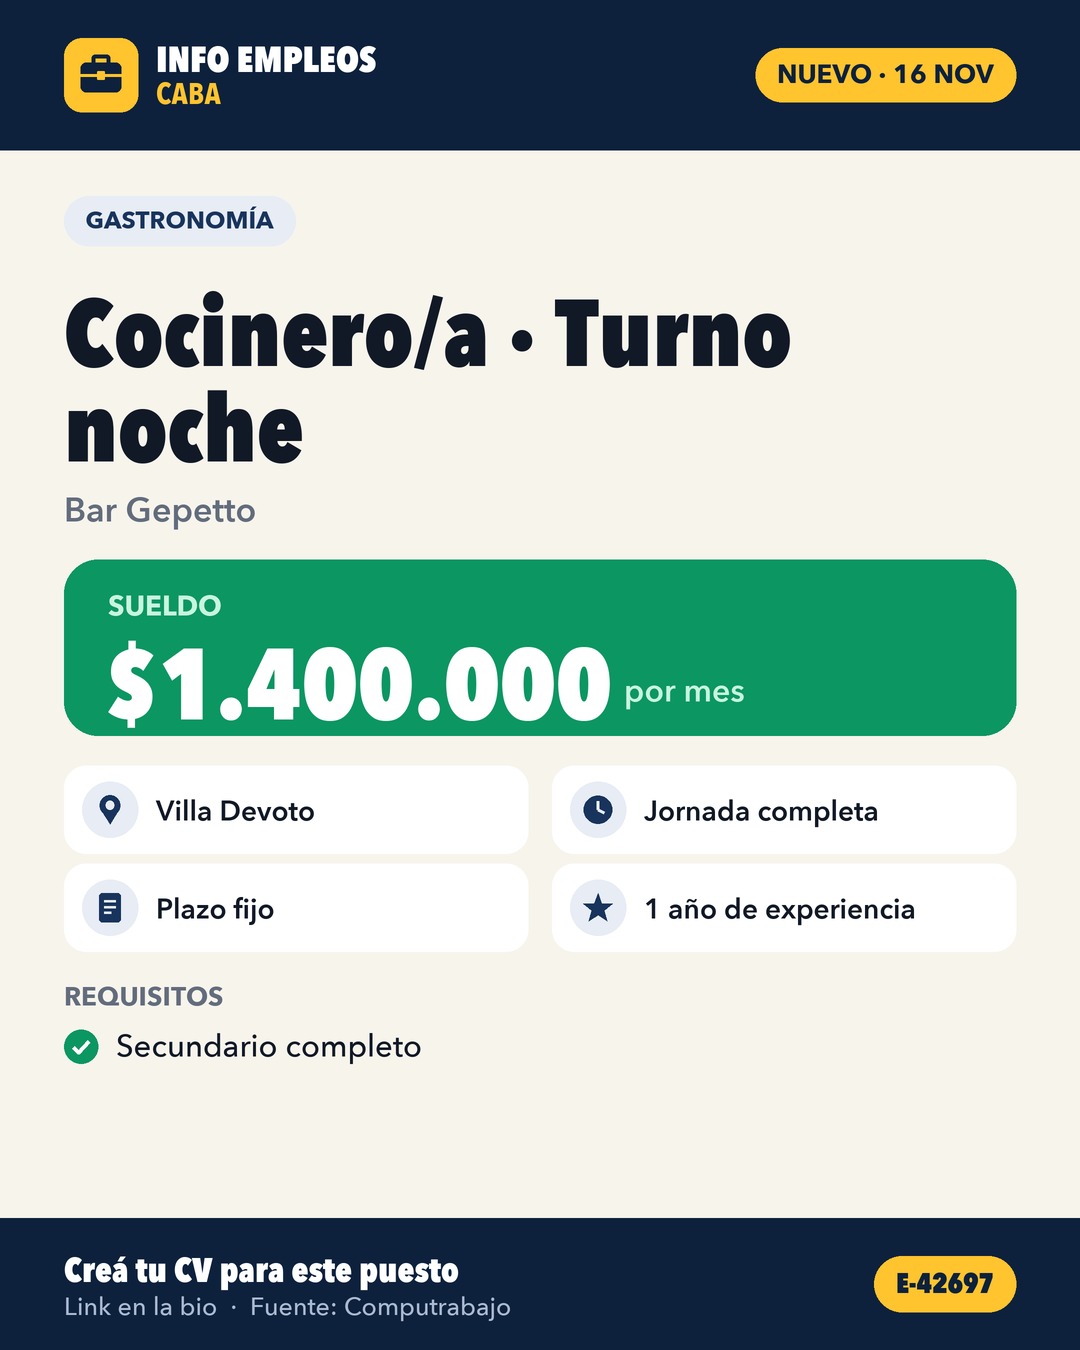 INFO EMPLEOS
CABA
NUEVO · 16 NOV
GASTRONOMÍA
Cocinero/a · Turno
noche
Bar Gepetto
SUELDO
$1.400.000 por mes
Villa Devoto
Jornada completa
Plazo fijo
1 año de experiencia
REQUISITOS
Secundario completo
Creá tu CV para este puesto
Link en la bio · Fuente: Computrabajo
E-42697